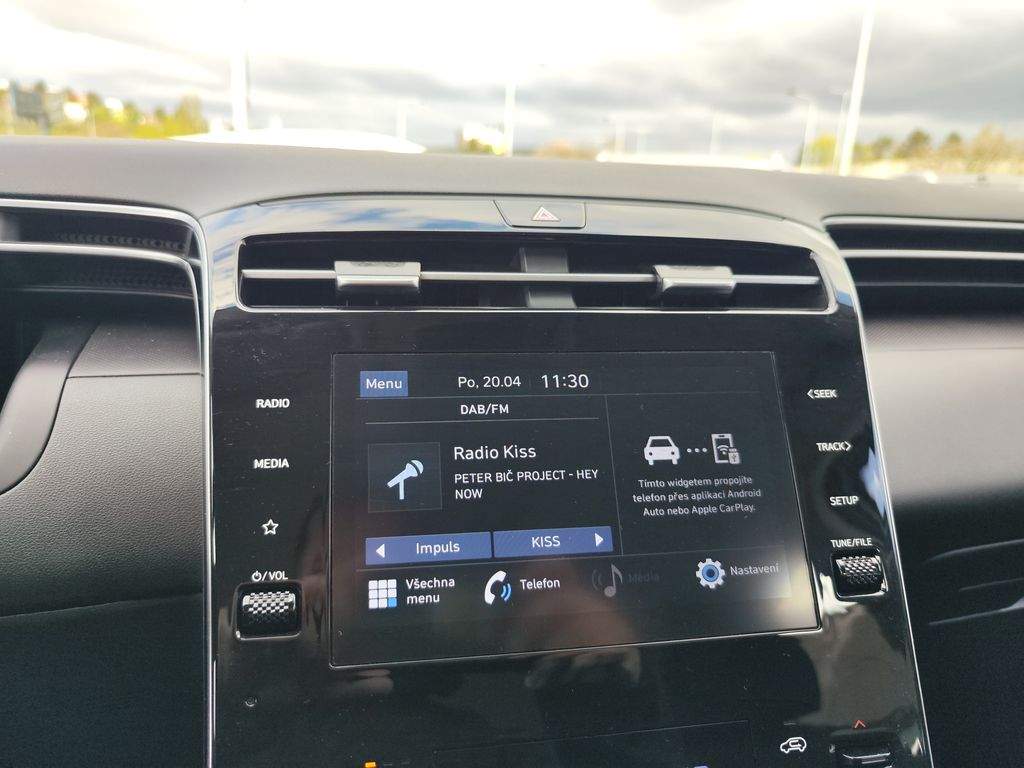 Menu
Po, 20.04
11:30
DAB/FM
Radio Kiss
PETER BIČ PROJECT - HEY
NOW
Tímto widgetem propojíte
telefon přes aplikaci Android
Auto nebo Apple CarPlay.
Impuls
KISS
Všechna
menu
Telefon
Média
Nastavení
RADIO
MEDIA
VOL
SEEK
TRACK
SETUP
TUNE/FILE